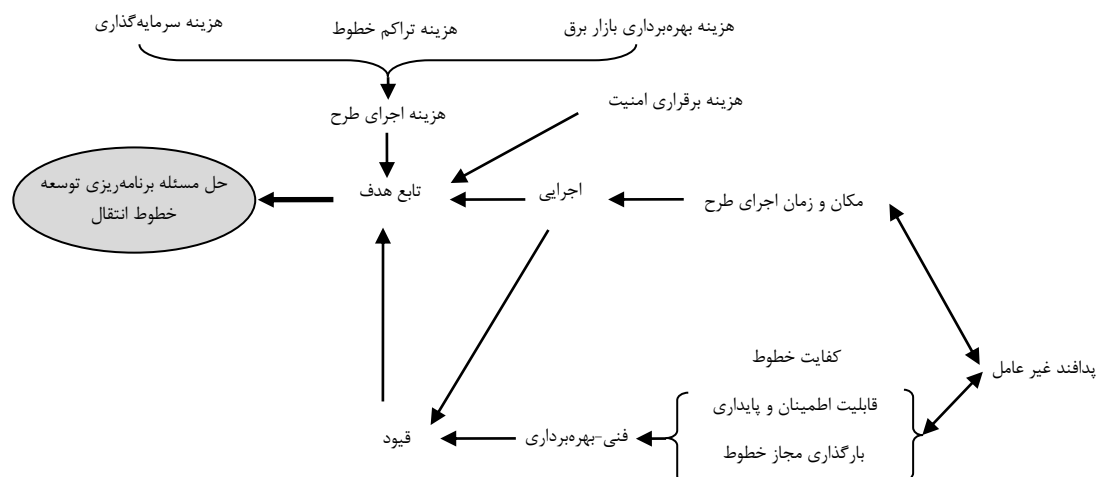 هزینه بهره‌برداری بازار برق
هزینه تراکم خطوط
هزینه سرمایه‌گذاری
هزینه برقراری امنیت
هزینه اجرای طرح
حل مسئله برنامه‌ریزی توسعه
خطوط انتقال
تابع هدف
اجرایی
مکان و زمان اجرای طرح
پدافند غیر عامل
کفایت خطوط
قابلیت اطمینان و پایداری
بارگذاری مجاز خطوط
فنی-بهره‌برداری
قیود